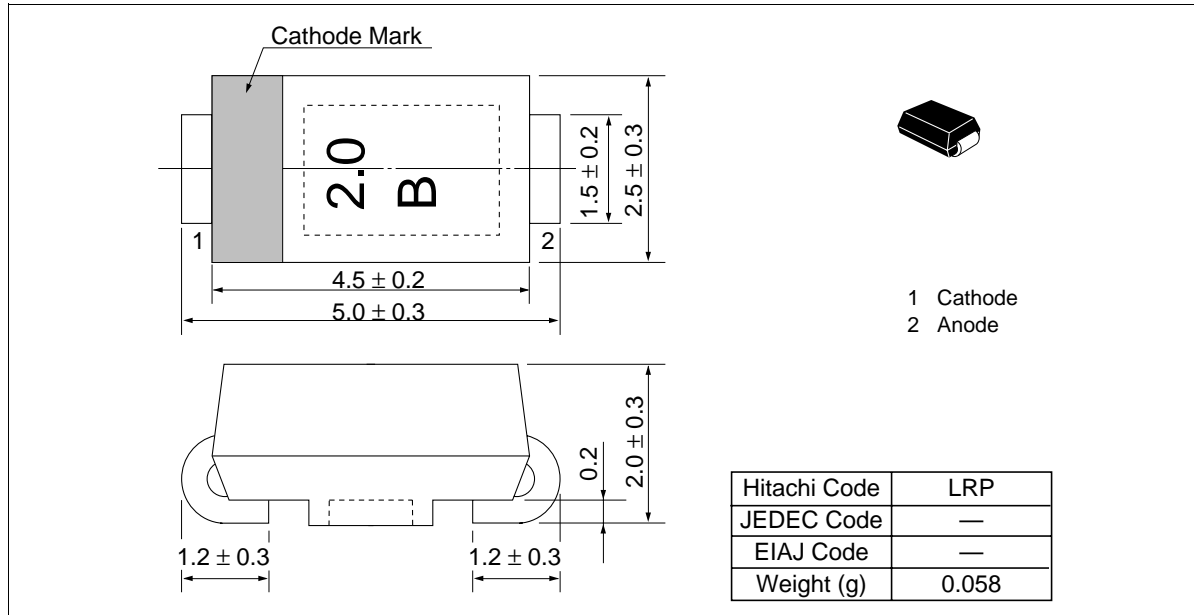 Cathode Mark
2.0
B
1
2
1.5 ± 0.2
2.5 ± 0.3
4.5 ± 0.2
5.0 ± 0.3
1 Cathode
2 Anode
0.2
2.0 ± 0.3
1.2 ± 0.3
1.2 ± 0.3
Hitachi Code LRP
JEDEC Code —
EIAJ Code —
Weight (g) 0.058